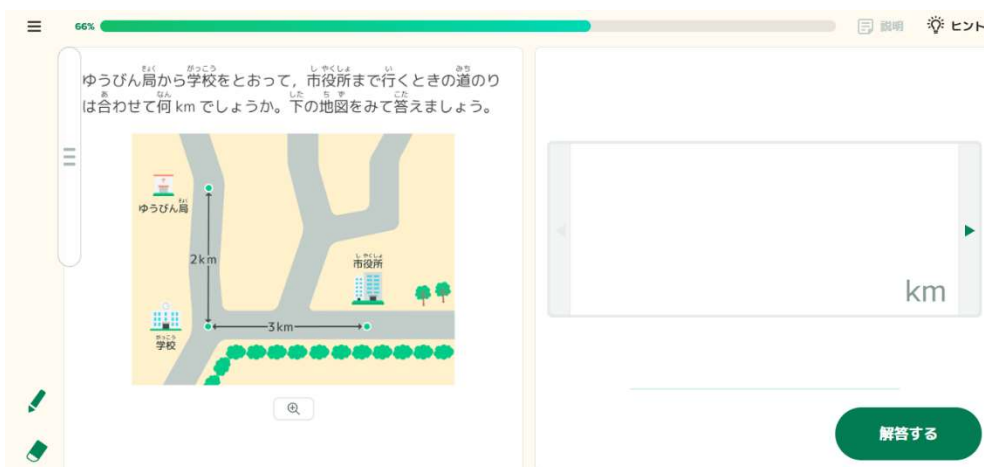 66%
説明
ヒント
ゆうびん局から学校をとおって，市役所まで行くときの道のり
は合わせて何 km でしょうか。下の地図をみて答えましょう。
ゆうびん局
2km
市役所
3km
学校
km
解答する